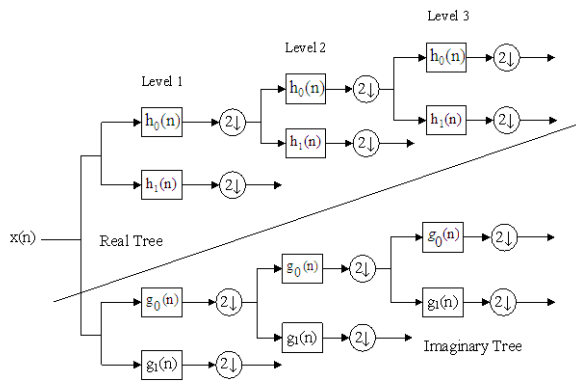 Level 3
Level 2
Level 1
h₀(n) 2↓ h₀(n) 2↓ h₀(n) 2↓
h₁(n) 2↓ h₁(n) 2↓ h₁(n) 2↓
x(n)
Real Tree
g₀(n) 2↓ g₀(n) 2↓ g₀(n) 2↓
g₁(n) 2↓ g₁(n) 2↓ g₁(n) 2↓
Imaginary Tree